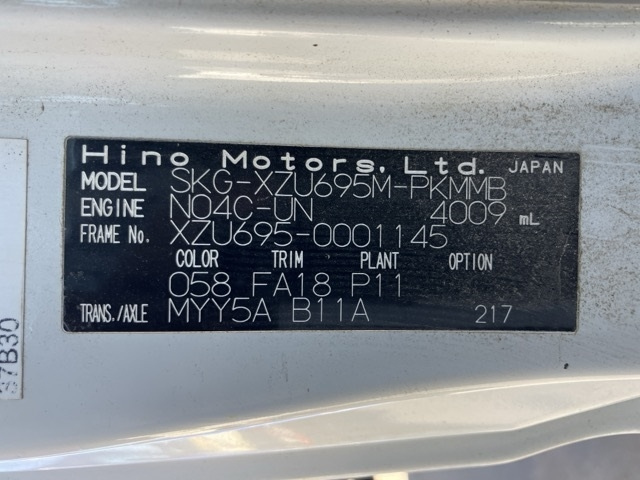 Hino Motors, Ltd. JAPAN
MODEL SKG-XZU695M-PKMMB
ENGINE N04C-UN 4009 mL
FRAME No. XZU695-0001145
COLOR TRIM PLANT OPTION
058 FA18 P11
TRANS./AXLE MYY5A B11A 217
37B30